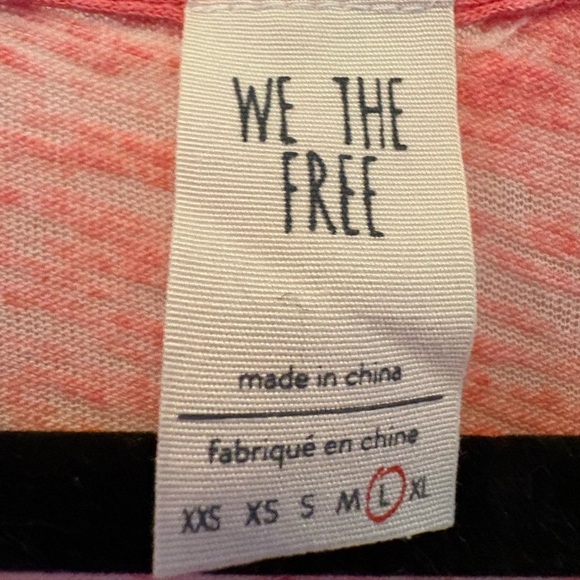 WE THE
FREE
made in china
fabriqué en chine
XXS XS S M L XL